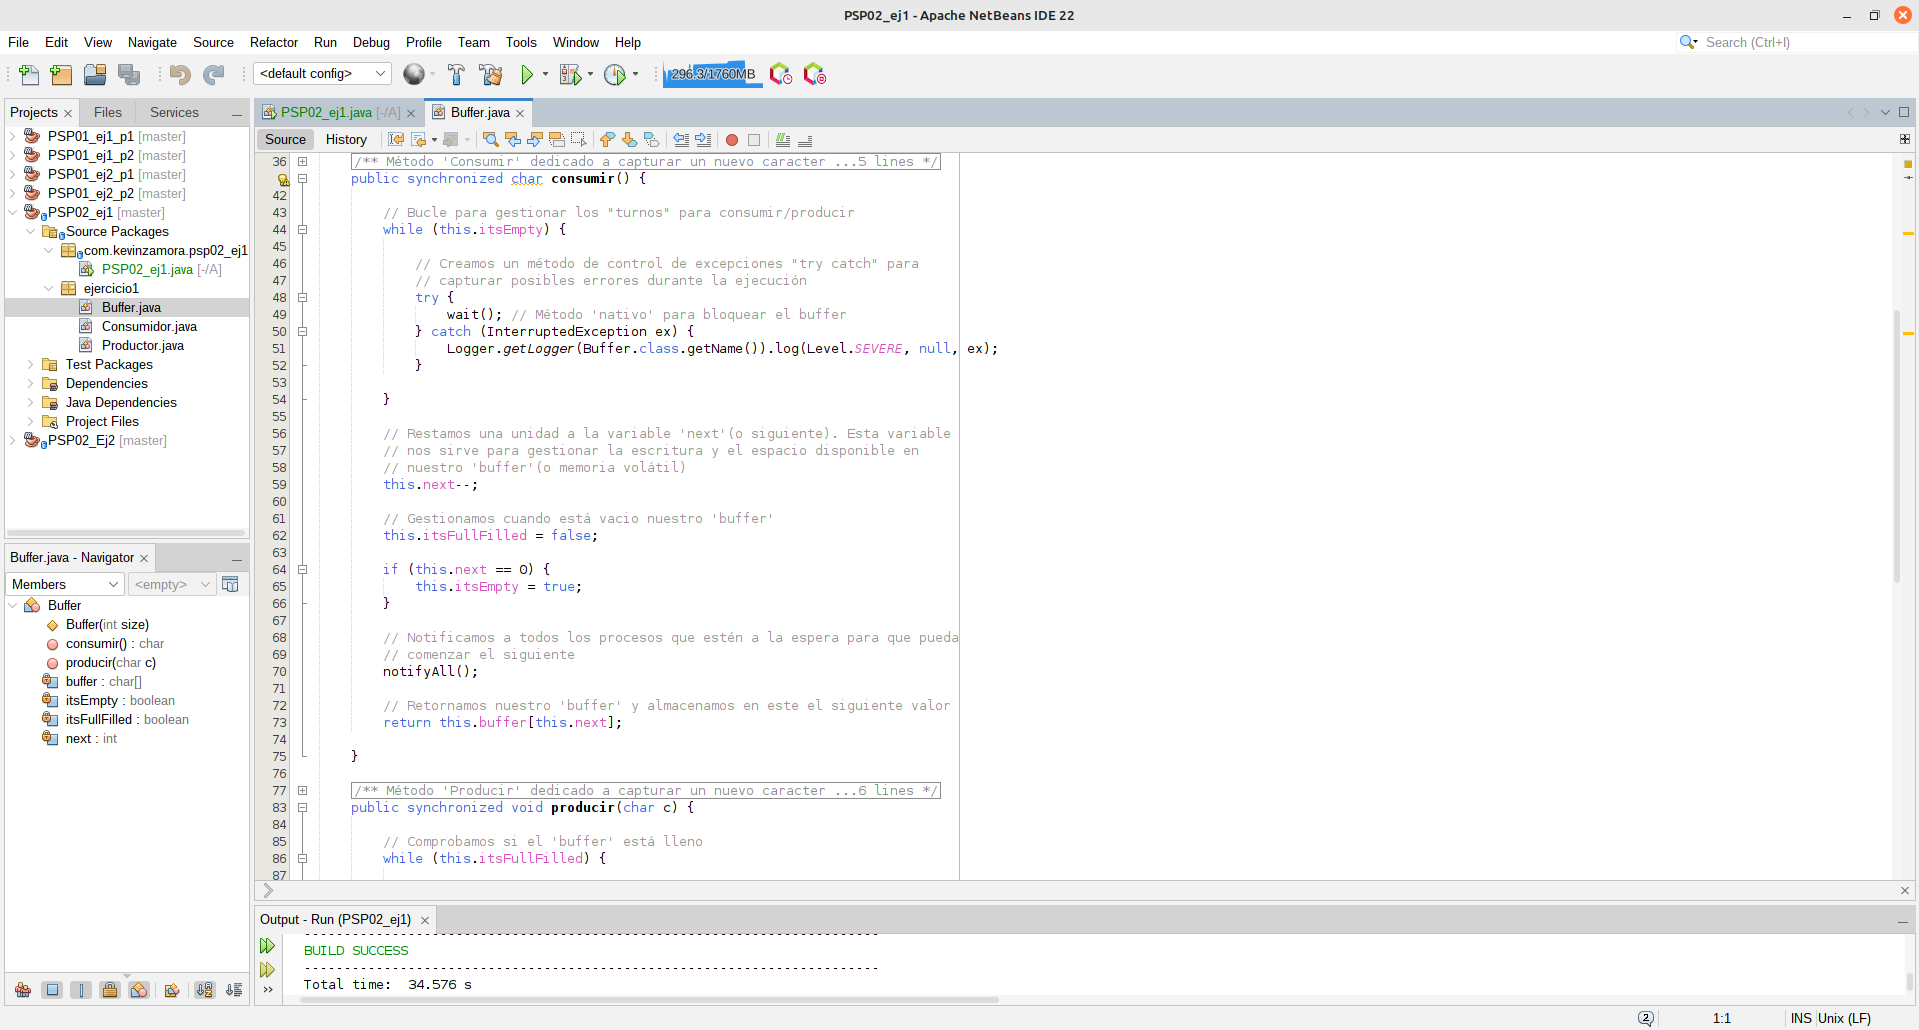 PSP02_ej1 - Apache NetBeans IDE 22
File Edit View Navigate Source Refactor Run Debug Profile Team Tools Window Help
Search (Ctrl+I)
<default config>
296.3/1760MB
Projects Files Services
PSP01_ej1_p1 [master]
PSP01_ej1_p2 [master]
PSP01_ej2_p1 [master]
PSP01_ej2_p2 [master]
PSP02_ej1 [master]
Source Packages
com.kevinzamora.psp02_ej1
PSP02_ej1.java [-/A]
ejercicio1
Buffer.java
Consumidor.java
Productor.java
Test Packages
Dependencies
Java Dependencies
Project Files
PSP02_Ej2 [master]
Buffer.java - Navigator
Members <empty>
Buffer
Buffer(int size)
consumir() : char
producir(char c)
buffer : char[]
itsEmpty : boolean
itsFullFilled : boolean
next : int
PSP02_ej1.java [-/A] Buffer.java
Source History
36 /** Método 'Consumir' dedicado a capturar un nuevo caracter ...5 lines */
public synchronized char consumir() {
42
43 // Bucle para gestionar los "turnos" para consumir/producir
44 while (this.itsEmpty) {
45
46 // Creamos un método de control de excepciones "try catch" para
47 // capturar posibles errores durante la ejecución
48 try {
49 wait(); // Método 'nativo' para bloquear el buffer
50 } catch (InterruptedException ex) {
51 Logger.getLogger(Buffer.class.getName()).log(Level.SEVERE, null, ex);
52 }
53
54 }
55
56 // Restamos una unidad a la variable 'next'(o siguiente). Esta variable
57 // nos sirve para gestionar la escritura y el espacio disponible en
58 // nuestro 'buffer'(o memoria volátil)
59 this.next--;
60
61 // Gestionamos cuando está vacio nuestro 'buffer'
62 this.itsFullFilled = false;
63
64 if (this.next == 0) {
65 this.itsEmpty = true;
66 }
67
68 // Notificamos a todos los procesos que estén a la espera para que pueda
69 // comenzar el siguiente
70 notifyAll();
71
72 // Retornamos nuestro 'buffer' y almacenamos en este el siguiente valor
73 return this.buffer[this.next];
74
75 }
76
77 /** Método 'Producir' dedicado a capturar un nuevo caracter ...6 lines */
83 public synchronized void producir(char c) {
84
85 // Comprobamos si el 'buffer' está lleno
86 while (this.itsFullFilled) {
87
Output - Run (PSP02_ej1)
------------------------------------------------------------------------
BUILD SUCCESS
------------------------------------------------------------------------
Total time:  34.576 s
2 1:1 INS Unix (LF)